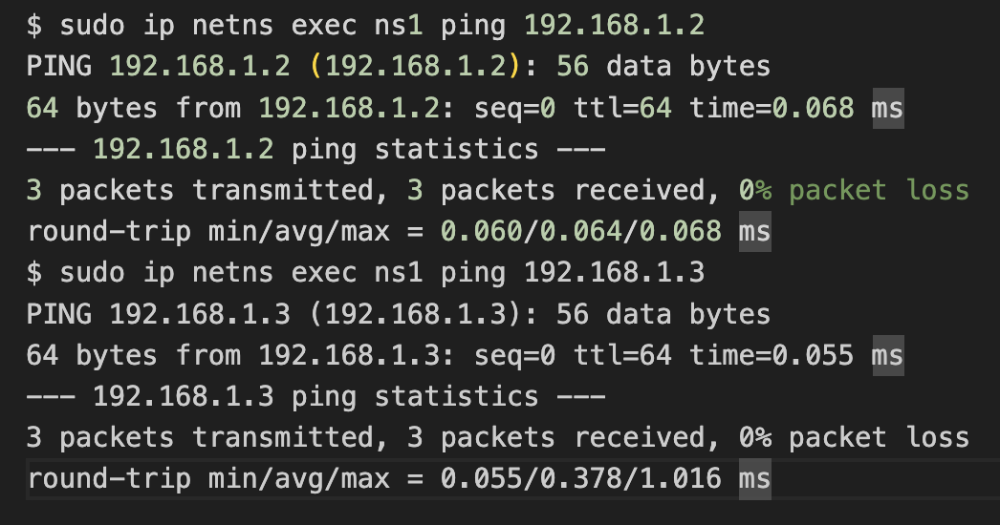 $ sudo ip netns exec ns1 ping 192.168.1.2
PING 192.168.1.2 (192.168.1.2): 56 data bytes
64 bytes from 192.168.1.2: seq=0 ttl=64 time=0.068 ms
--- 192.168.1.2 ping statistics ---
3 packets transmitted, 3 packets received, 0% packet loss
round-trip min/avg/max = 0.060/0.064/0.068 ms
$ sudo ip netns exec ns1 ping 192.168.1.3
PING 192.168.1.3 (192.168.1.3): 56 data bytes
64 bytes from 192.168.1.3: seq=0 ttl=64 time=0.055 ms
--- 192.168.1.3 ping statistics ---
3 packets transmitted, 3 packets received, 0% packet loss
round-trip min/avg/max = 0.055/0.378/1.016 ms